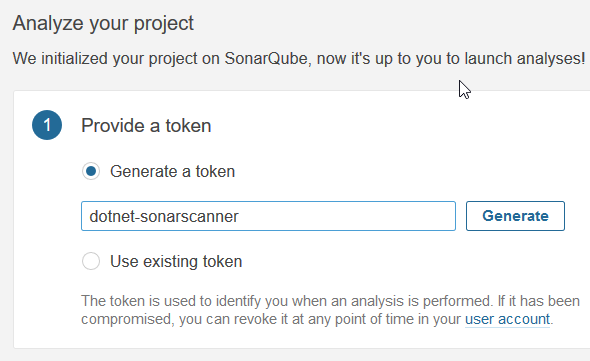 Analyze your project
We initialized your project on SonarQube, now it's up to you to launch analyses!
1 Provide a token
Generate a token
dotnet-sonarscanner Generate
Use existing token
The token is used to identify you when an analysis is performed. If it has been
compromised, you can revoke it at any point of time in your user account.